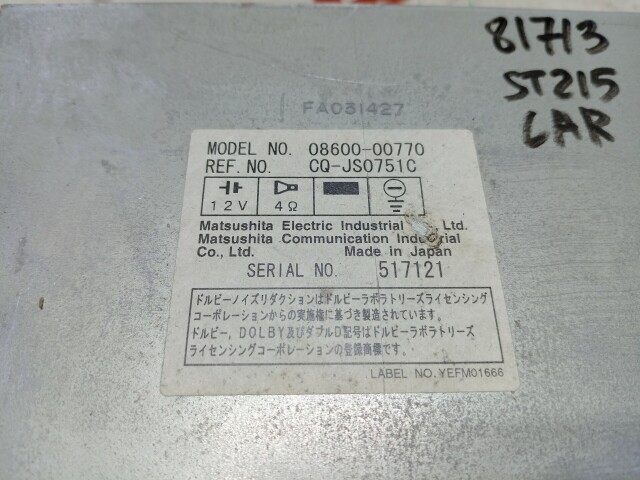 81713
ST215
LAR
FA031427
MODEL NO. 08600-00770
REF. NO. CQ-JS0751C
12V 4Ω
Matsushita Electric Industrial Ltd.
Matsushita Communication Industrial
Co., Ltd. Made in Japan
SERIAL NO. 517121
ドルビーノイズリダクションはドルビーラボラトリーズライセンシング
コーポレーションからの実施権に基づき製造されています。
ドルビー, DOLBY及びダブルD記号はドルビーラボラトリーズ
ライセンシングコーポレーションの登録商標です。
LABEL NO. YEFM01666